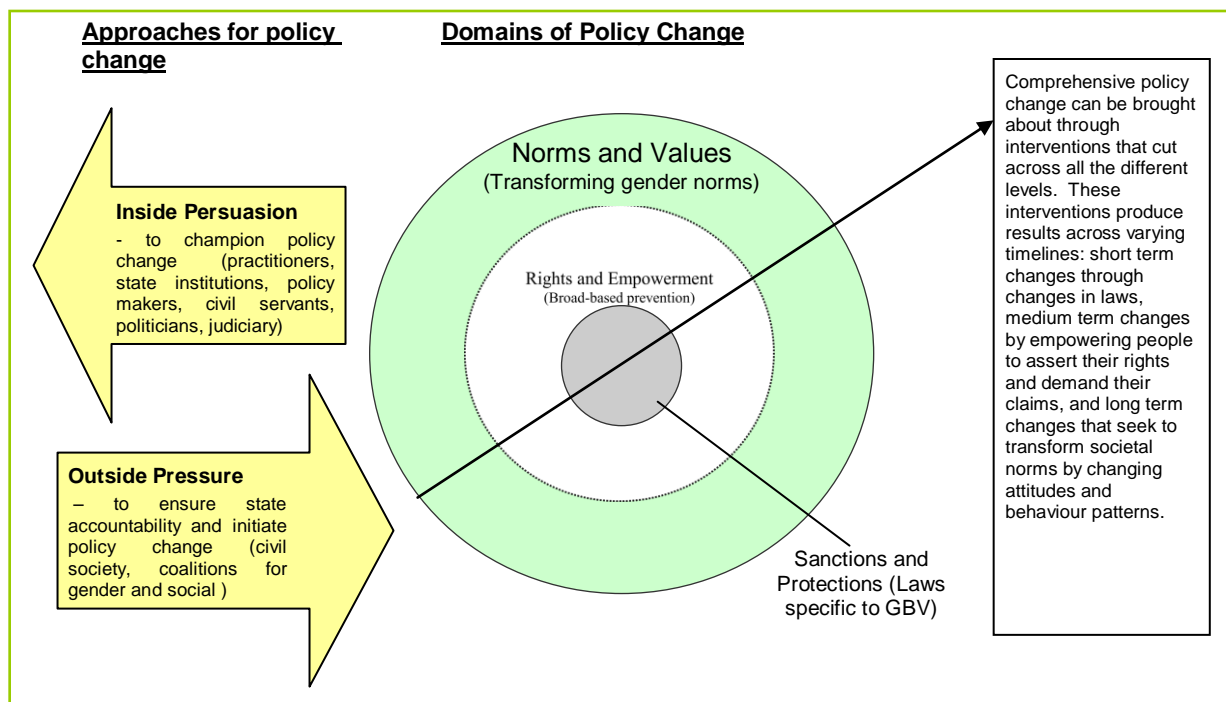 Approaches for policy
change
Domains of Policy Change
Inside Persuasion
- to champion policy
change (practitioners,
state institutions, policy
makers, civil servants,
politicians, judiciary)
Outside Pressure
– to ensure state
accountability and initiate
policy change (civil
society, coalitions for
gender and social )
Norms and Values
(Transforming gender norms)
Rights and Empowerment
(Broad-based prevention)
Sanctions and
Protections (Laws
specific to GBV)
Comprehensive policy
change can be brought
about through
interventions that cut
across all the different
levels.  These
interventions produce
results across varying
timelines: short term
changes through
changes in laws,
medium term changes
by empowering people
to assert their rights
and demand their
claims, and long term
changes that seek to
transform societal
norms by changing
attitudes and
behaviour patterns.